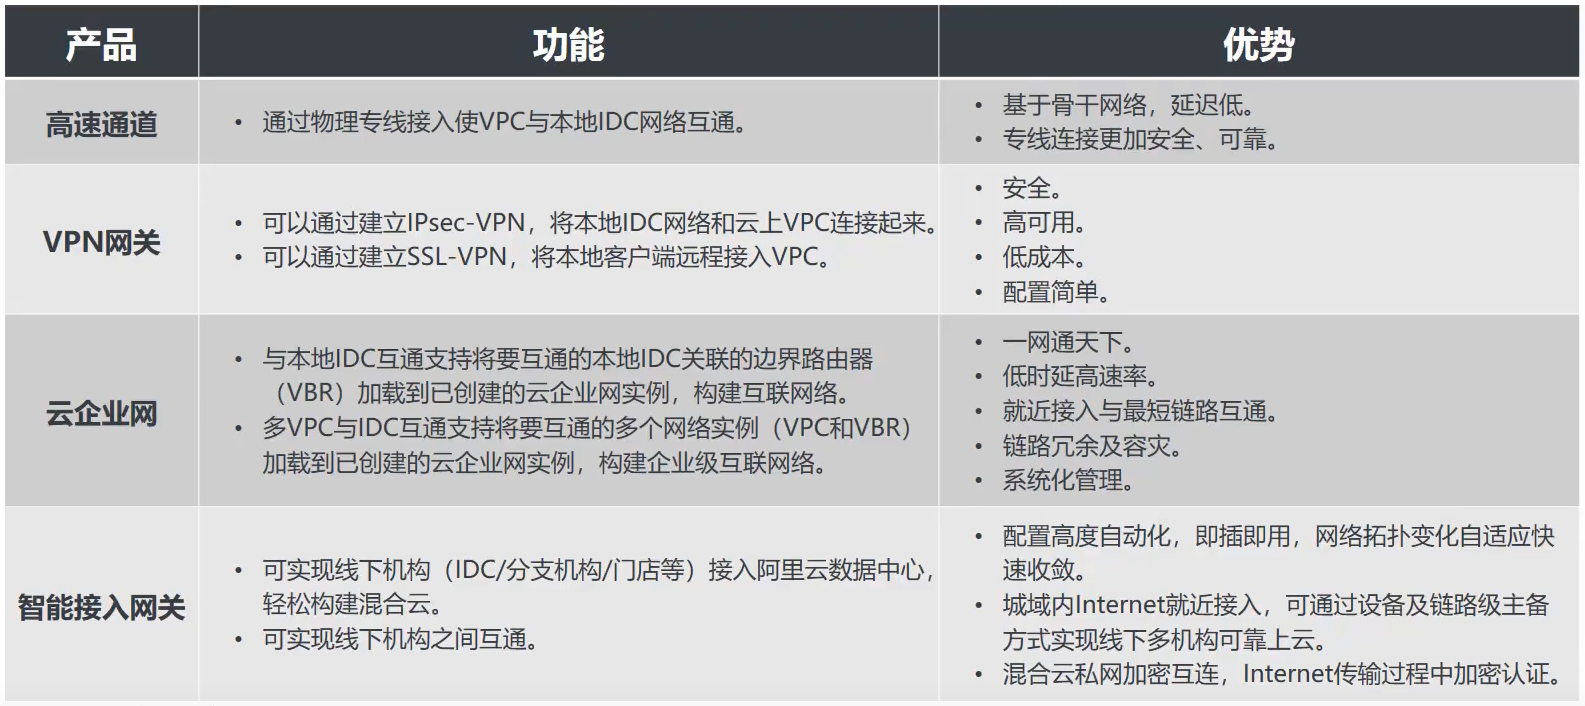 产品
功能
优势
高速通道
• 通过物理专线接入使VPC与本地IDC网络互通。
• 基于骨干网络，延迟低。
• 专线连接更加安全、可靠。
VPN网关
• 可以通过建立IPsec-VPN，将本地IDC网络和云上VPC连接起来。
• 可以通过建立SSL-VPN，将本地客户端远程接入VPC。
• 安全。
• 高可用。
• 低成本。
• 配置简单。
云企业网
• 与本地IDC互通支持将要互通的本地IDC关联的边界路由器
（VBR）加载到已创建的云企业网实例，构建互联网络。
• 多VPC与IDC互通支持将要互通的多个网络实例（VPC和VBR）
加载到已创建的云企业网实例，构建企业级互联网络。
• 一网通天下。
• 低时延高速率。
• 就近接入与最短链路互通。
• 链路冗余及容灾。
• 系统化管理。
智能接入网关
• 可实现线下机构（IDC/分支机构/门店等）接入阿里云数据中心，
轻松构建混合云。
• 可实现线下机构之间互通。
• 配置高度自动化，即插即用，网络拓扑变化自适应快
速收敛。
• 城域内Internet就近接入，可通过设备及链路级主备
方式实现线下多机构可靠上云。
• 混合云私网加密互连，Internet传输过程中加密认证。